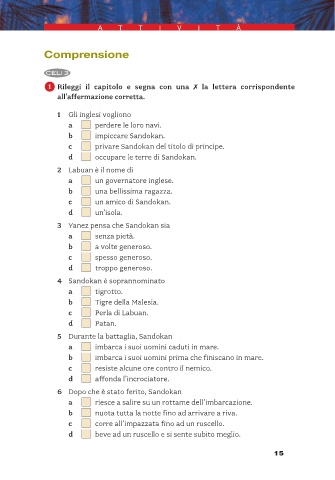 ATTIVITÀ
Comprensione
CELI 3
1 Rileggi il capitolo e segna con una ✗ la lettera corrispondente
all'affermazione corretta.
1 Gli inglesi vogliono
a perdere le loro navi.
b impiccare Sandokan.
c privare Sandokan del titolo di principe.
d occupare le terre di Sandokan.
2 Labuan è il nome di
a un governatore inglese.
b una bellissima ragazza.
c un amico di Sandokan.
d un'isola.
3 Yanez pensa che Sandokan sia
a senza pietà.
b a volte generoso.
c spesso generoso.
d troppo generoso.
4 Sandokan è soprannominato
a tigrotto.
b Tigre della Malesia.
c Perla di Labuan.
d Patan.
5 Durante la battaglia, Sandokan
a imbarca i suoi uomini caduti in mare.
b imbarca i suoi uomini prima che finiscano in mare.
c resiste alcune ore contro il nemico.
d affonda l'incrociatore.
6 Dopo che è stato ferito, Sandokan
a riesce a salire su un rottame dell'imbarcazione.
b nuota tutta la notte fino ad arrivare a riva.
c corre all'impazzata fino ad un ruscello.
d beve ad un ruscello e si sente subito meglio.
15